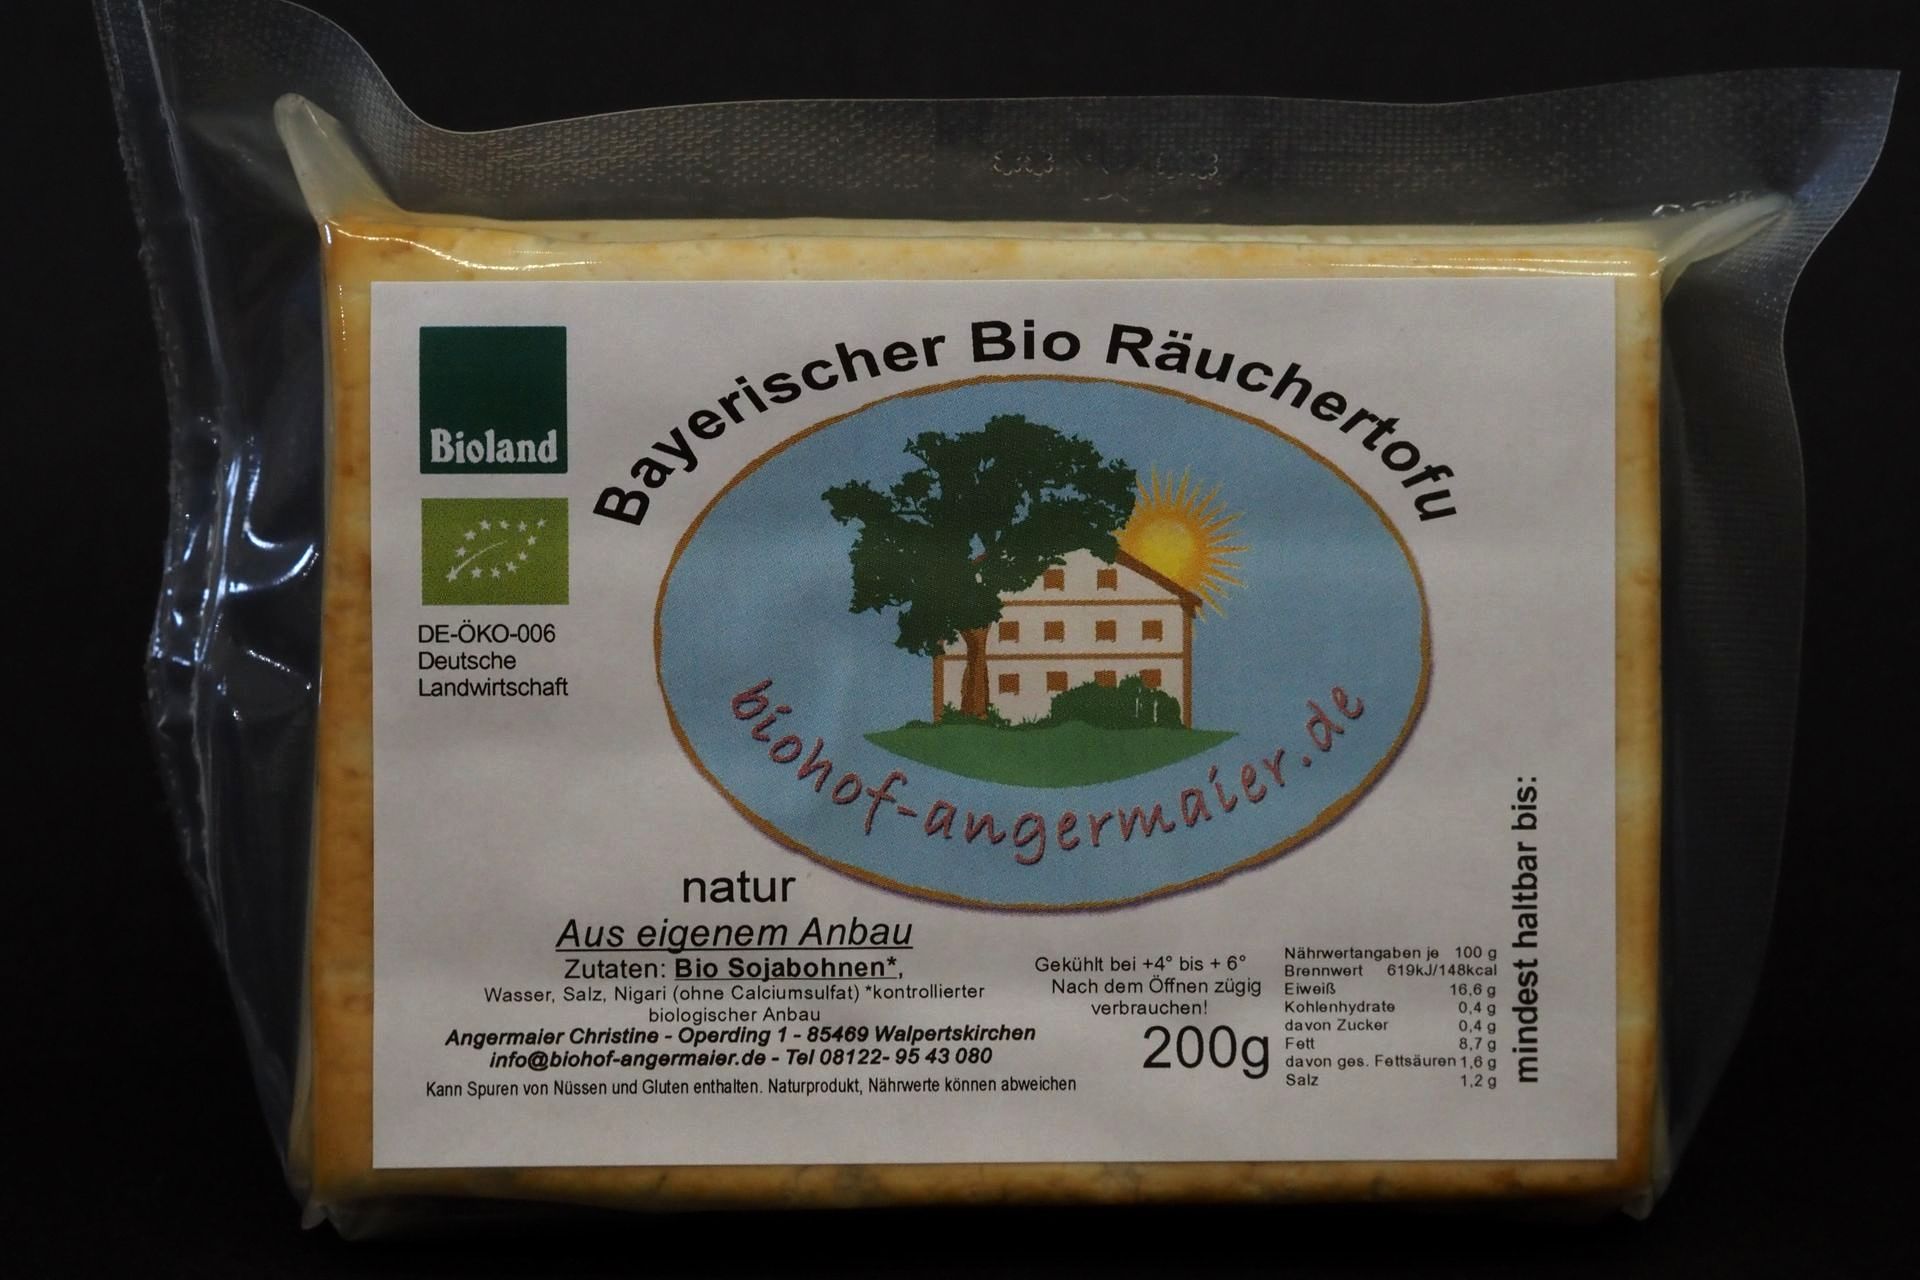 Bayerischer Bio Räuchertofu
Bioland
DE-ÖKO-006
Deutsche
Landwirtschaft
biohof-angermaier.de
natur
Aus eigenem Anbau
Zutaten: Bio Sojabohnen*,
Wasser, Salz, Nigari (ohne Calciumsulfat) *kontrollierter
biologischer Anbau
Angermaier Christine - Operding 1 - 85469 Walpertskirchen
info@biohof-angermaier.de - Tel 08122- 95 43 080
Kann Spuren von Nüssen und Gluten enthalten. Naturprodukt, Nährwerte können abweichen
Gekühlt bei +4° bis + 6°
Nach dem Öffnen zügig
verbrauchen!
200g
Nährwertangaben je 100 g
Brennwert 619kJ/148kcal
Eiweiß 16,6 g
Kohlenhydrate 0,4 g
davon Zucker 0,4 g
Fett 8,7 g
davon ges. Fettsäuren 1,6 g
Salz 1,2 g
mindest haltbar bis: